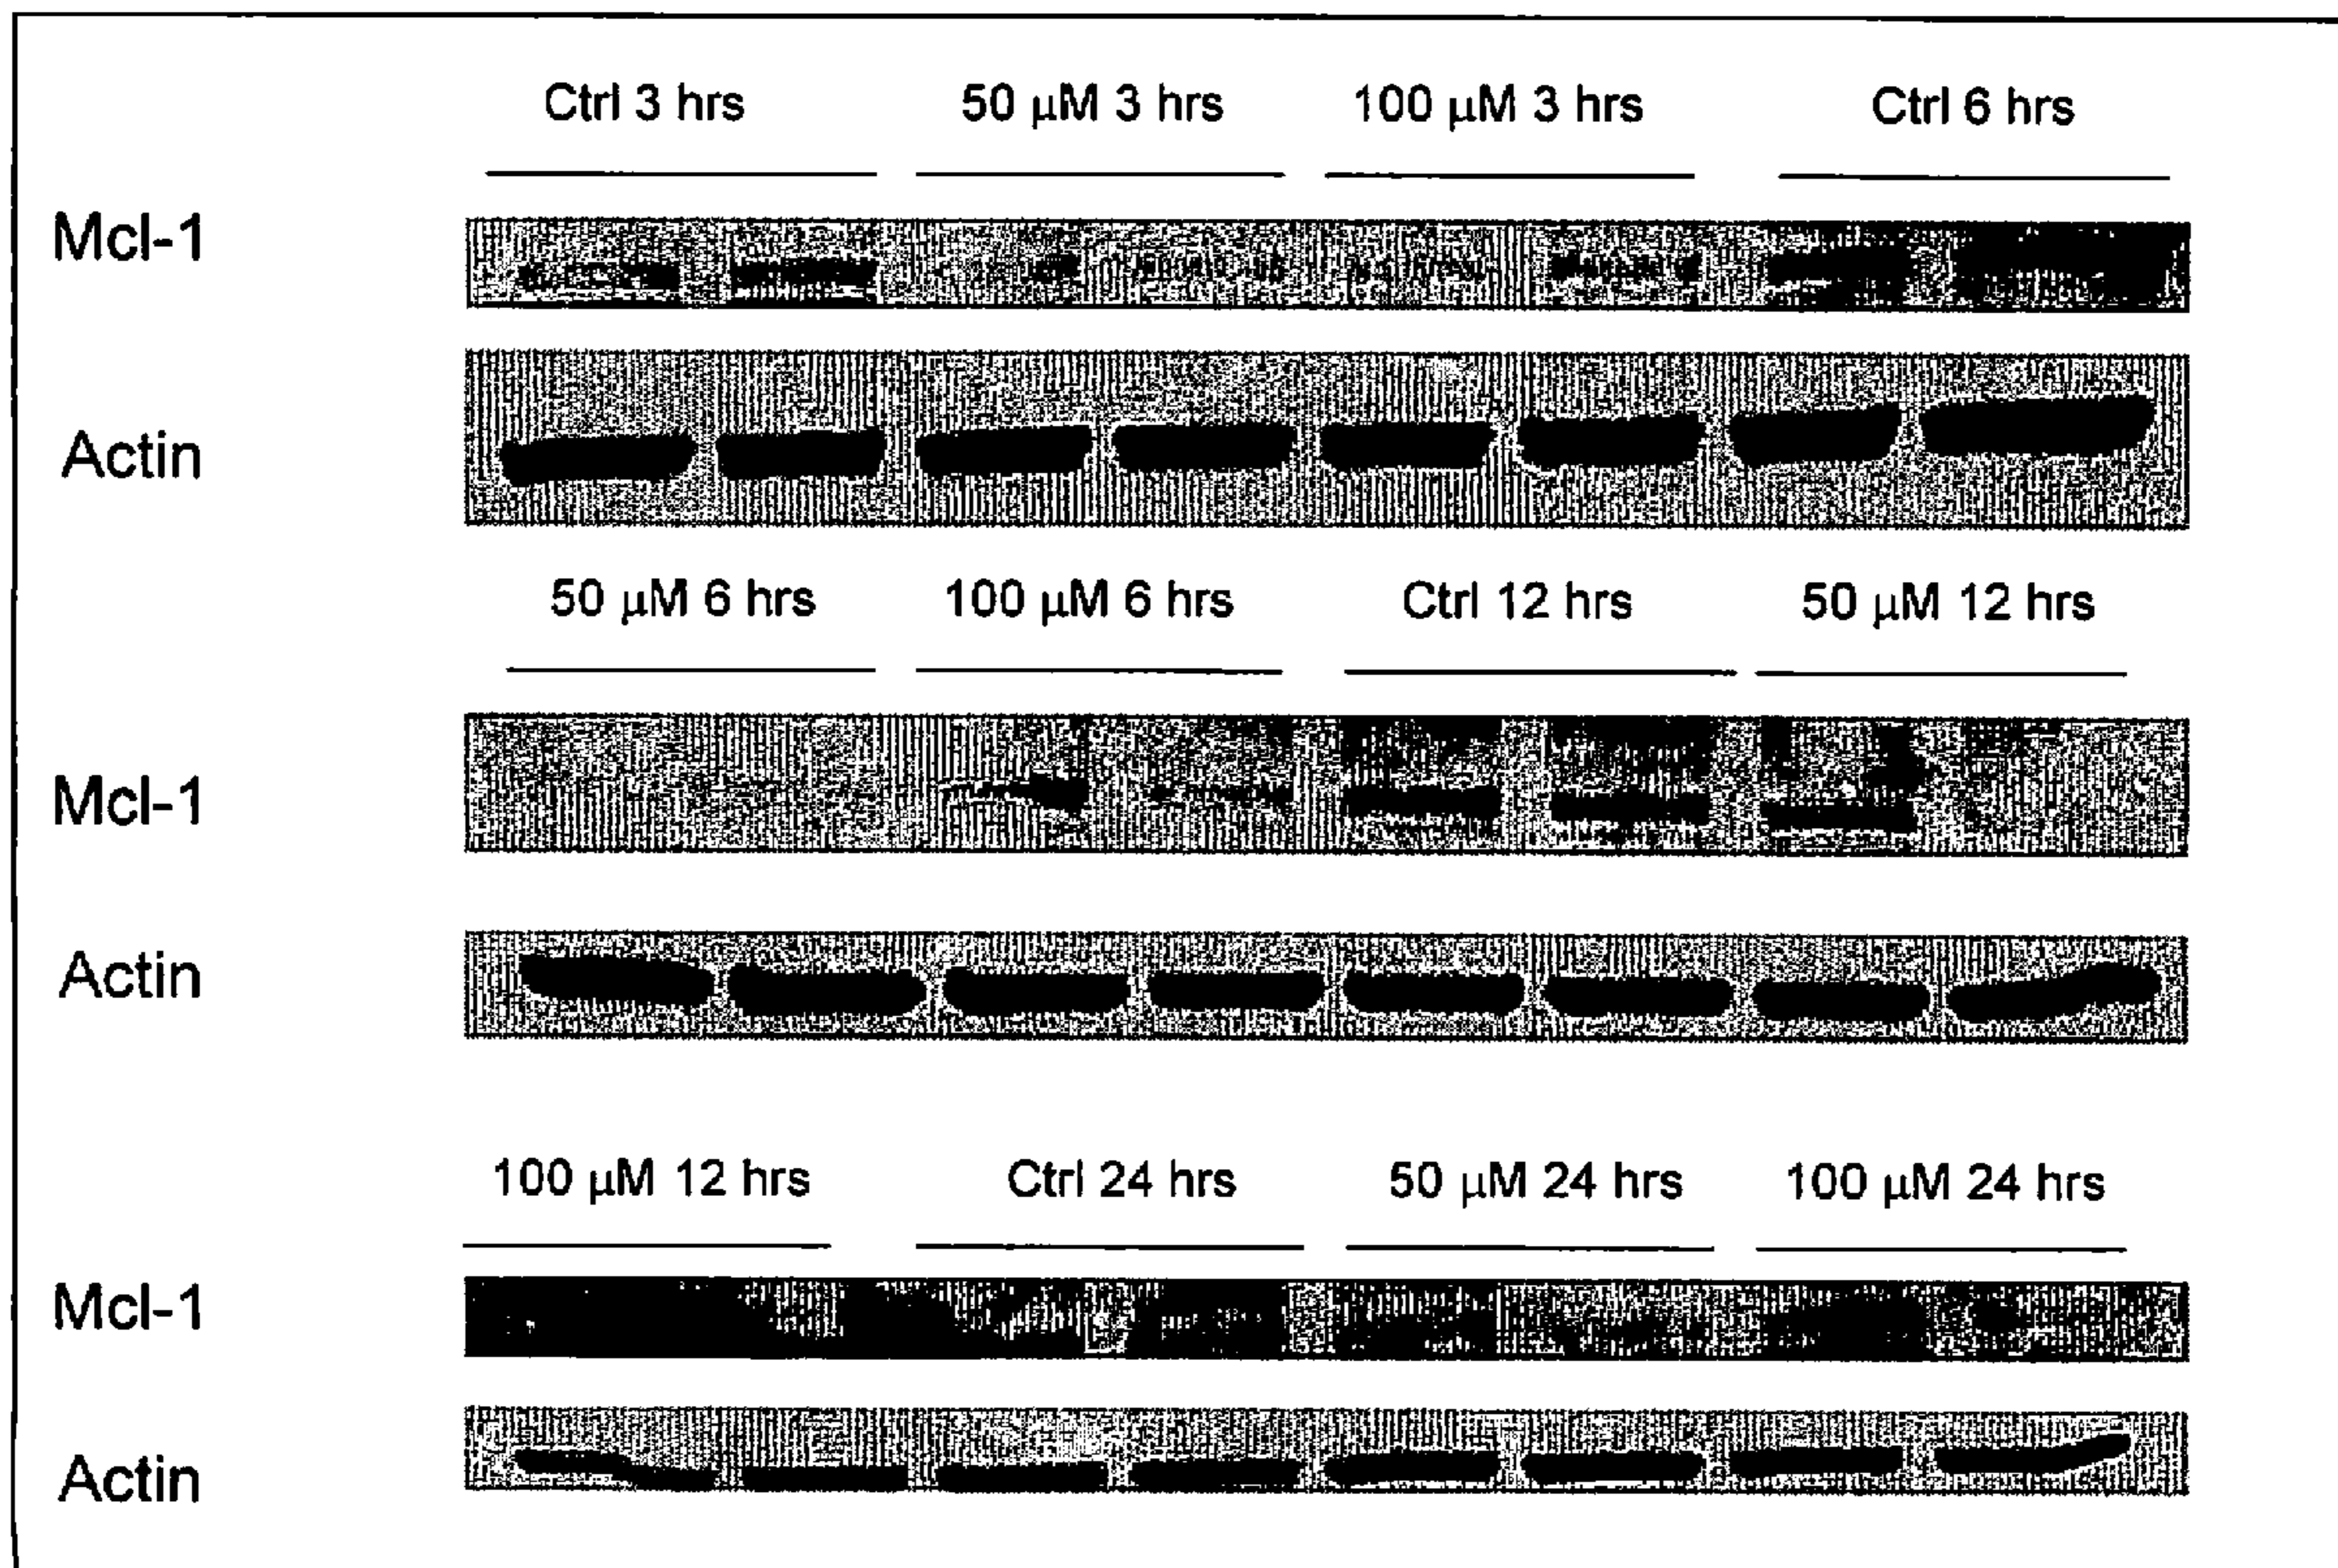 Ctrl 3 hrs 50 μM 3 hrs 100 μM 3 hrs Ctrl 6 hrs
Mcl-1
Actin
50 μM 6 hrs 100 μM 6 hrs Ctrl 12 hrs 50 μM 12 hrs
Mcl-1
Actin
100 μM 12 hrs Ctrl 24 hrs 50 μM 24 hrs 100 μM 24 hrs
Mcl-1
Actin